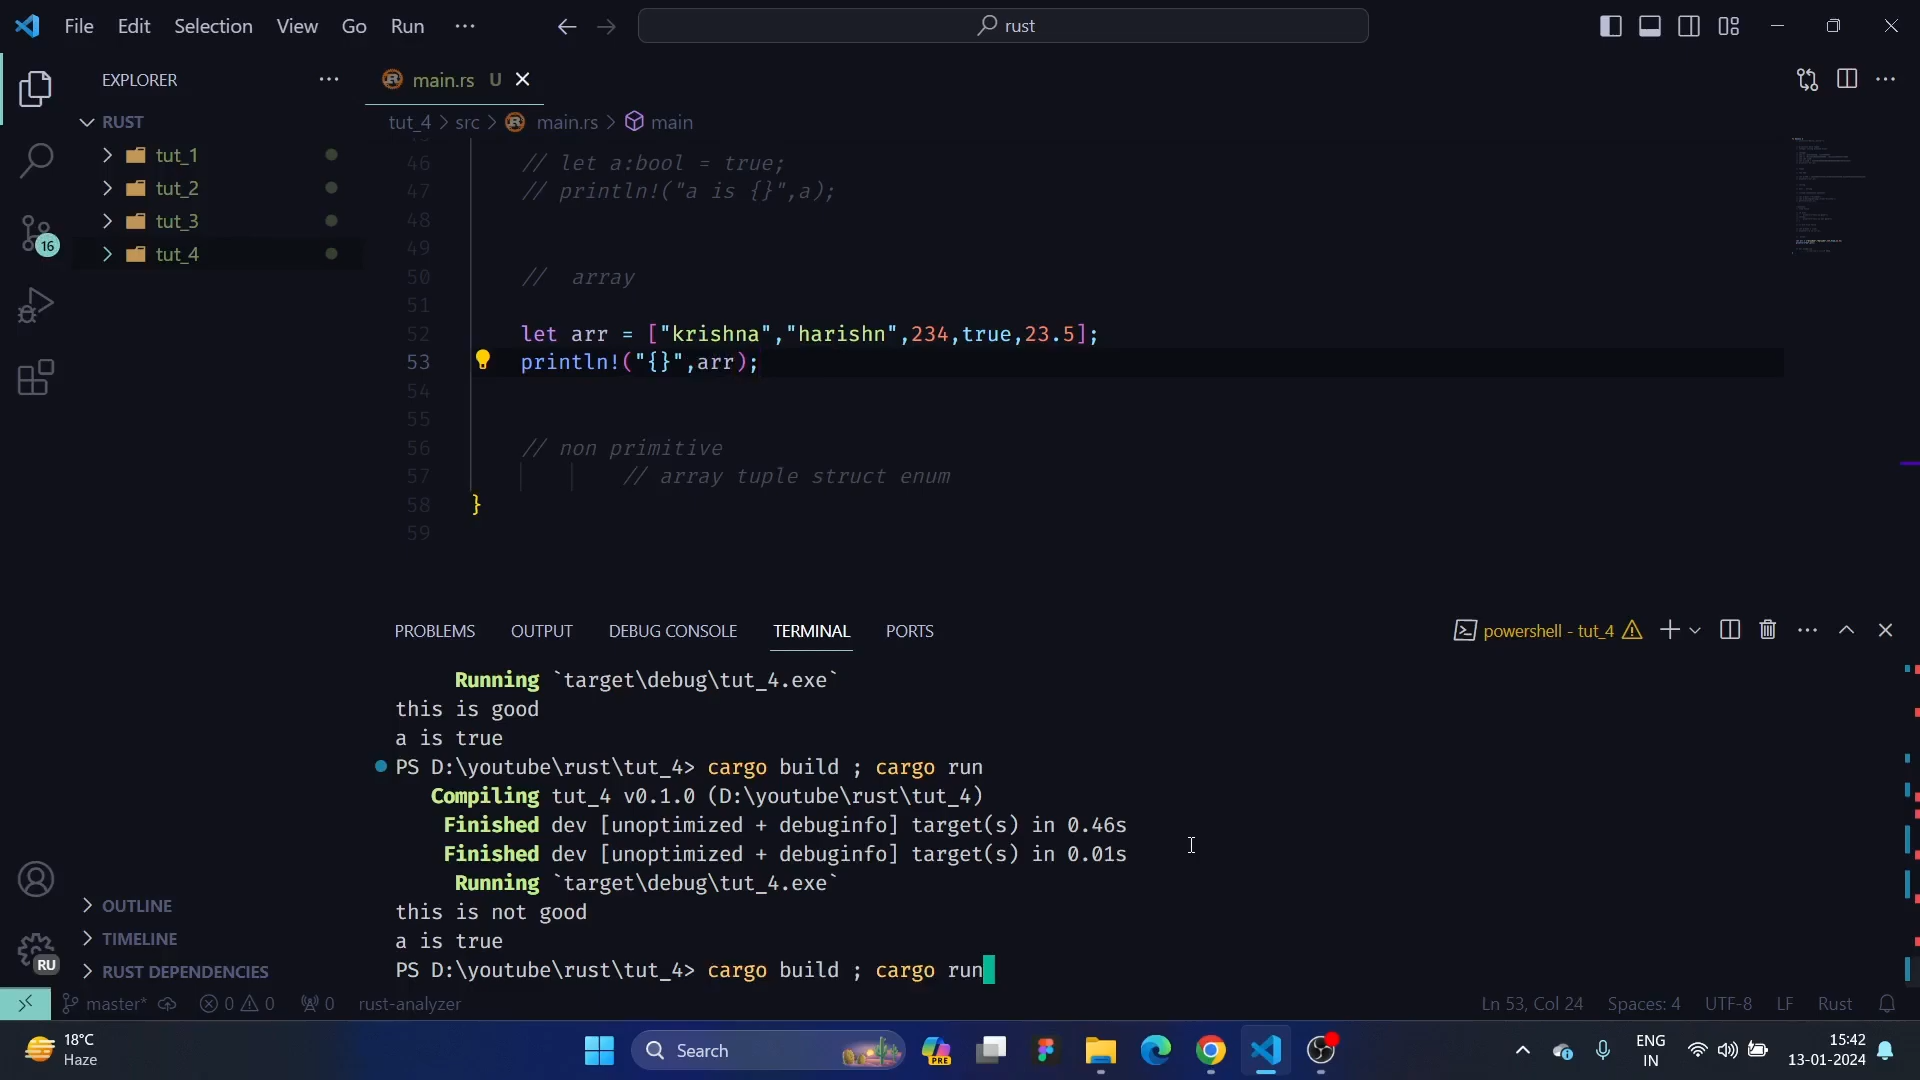 File Edit Selection View Go Run ···
rust
EXPLORER ···
main.rs U
RUST
tut_4 > src > main.rs > main
tut_1
tut_2
tut_3
tut_4
16
46 // let a:bool = true;
47 // println!("a is {}",a);
48
49
50 //  array
51
52 let arr = ["krishna","harishn",234,true,23.5];
53 println!("{}",arr);
54
55
56 // non primitive
57 // array tuple struct enum
58 }
59
PROBLEMS OUTPUT DEBUG CONSOLE TERMINAL PORTS
powershell - tut_4
Running `target\debug\tut_4.exe`
this is good
a is true
PS D:\youtube\rust\tut_4> cargo build ; cargo run
Compiling tut_4 v0.1.0 (D:\youtube\rust\tut_4)
Finished dev [unoptimized + debuginfo] target(s) in 0.46s
Finished dev [unoptimized + debuginfo] target(s) in 0.01s
Running `target\debug\tut_4.exe`
this is not good
a is true
PS D:\youtube\rust\tut_4> cargo build ; cargo run
OUTLINE
TIMELINE
RUST DEPENDENCIES
RU
master* 0 0 0 rust-analyzer
Ln 53, Col 24 Spaces: 4 UTF-8 LF Rust
18°C
Haze
Search
PRE
ENG
IN
15:42
13-01-2024